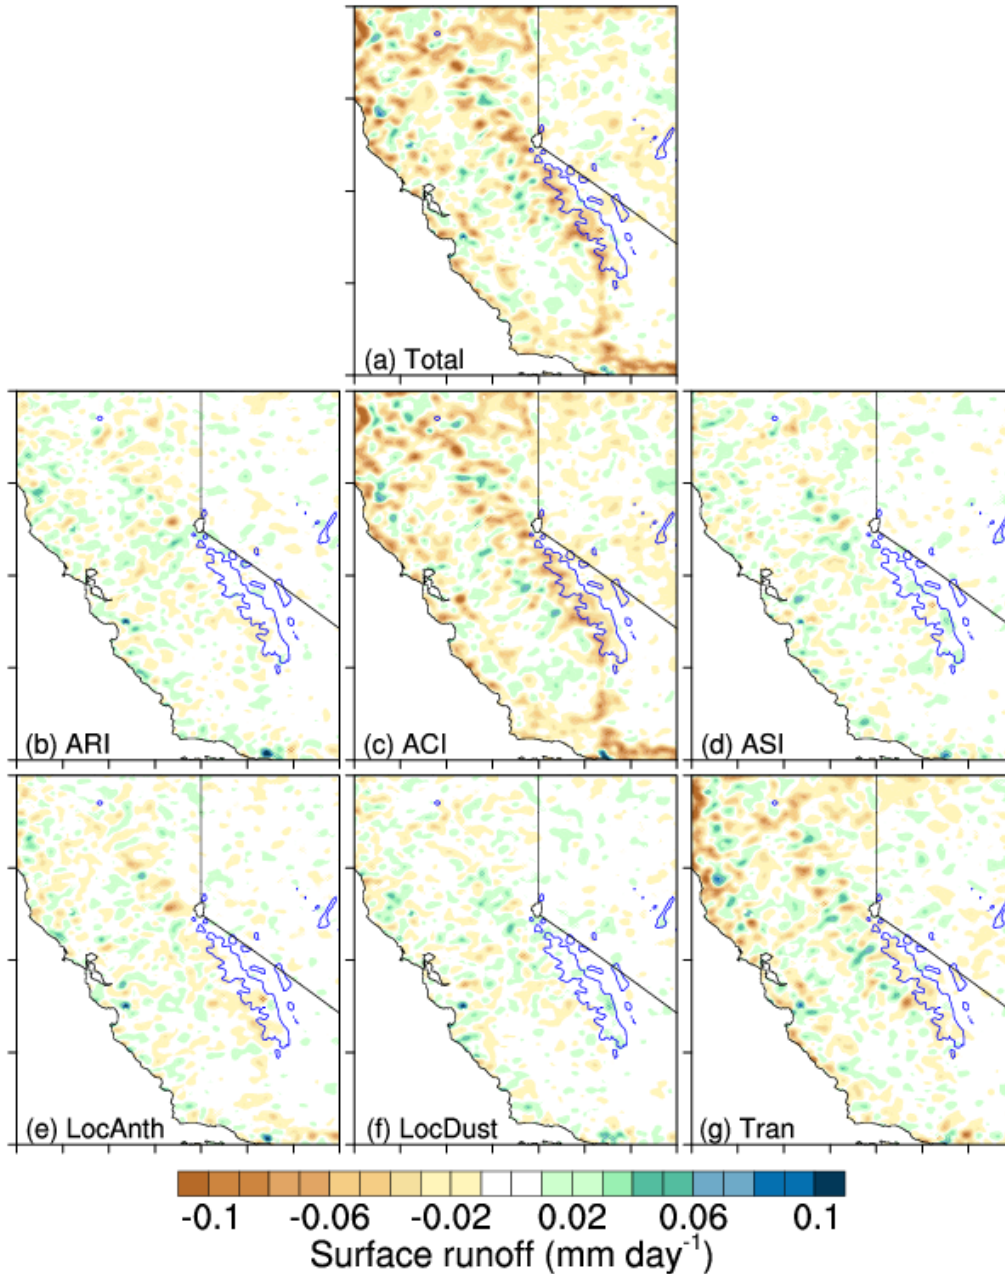 (a) Total
(b) ARI
(c) ACI
(d) ASI
(e) LocAnth
(f) LocDust
(g) Tran
-0.1 -0.06 -0.02 0.02 0.06 0.1
Surface runoff (mm day⁻¹)